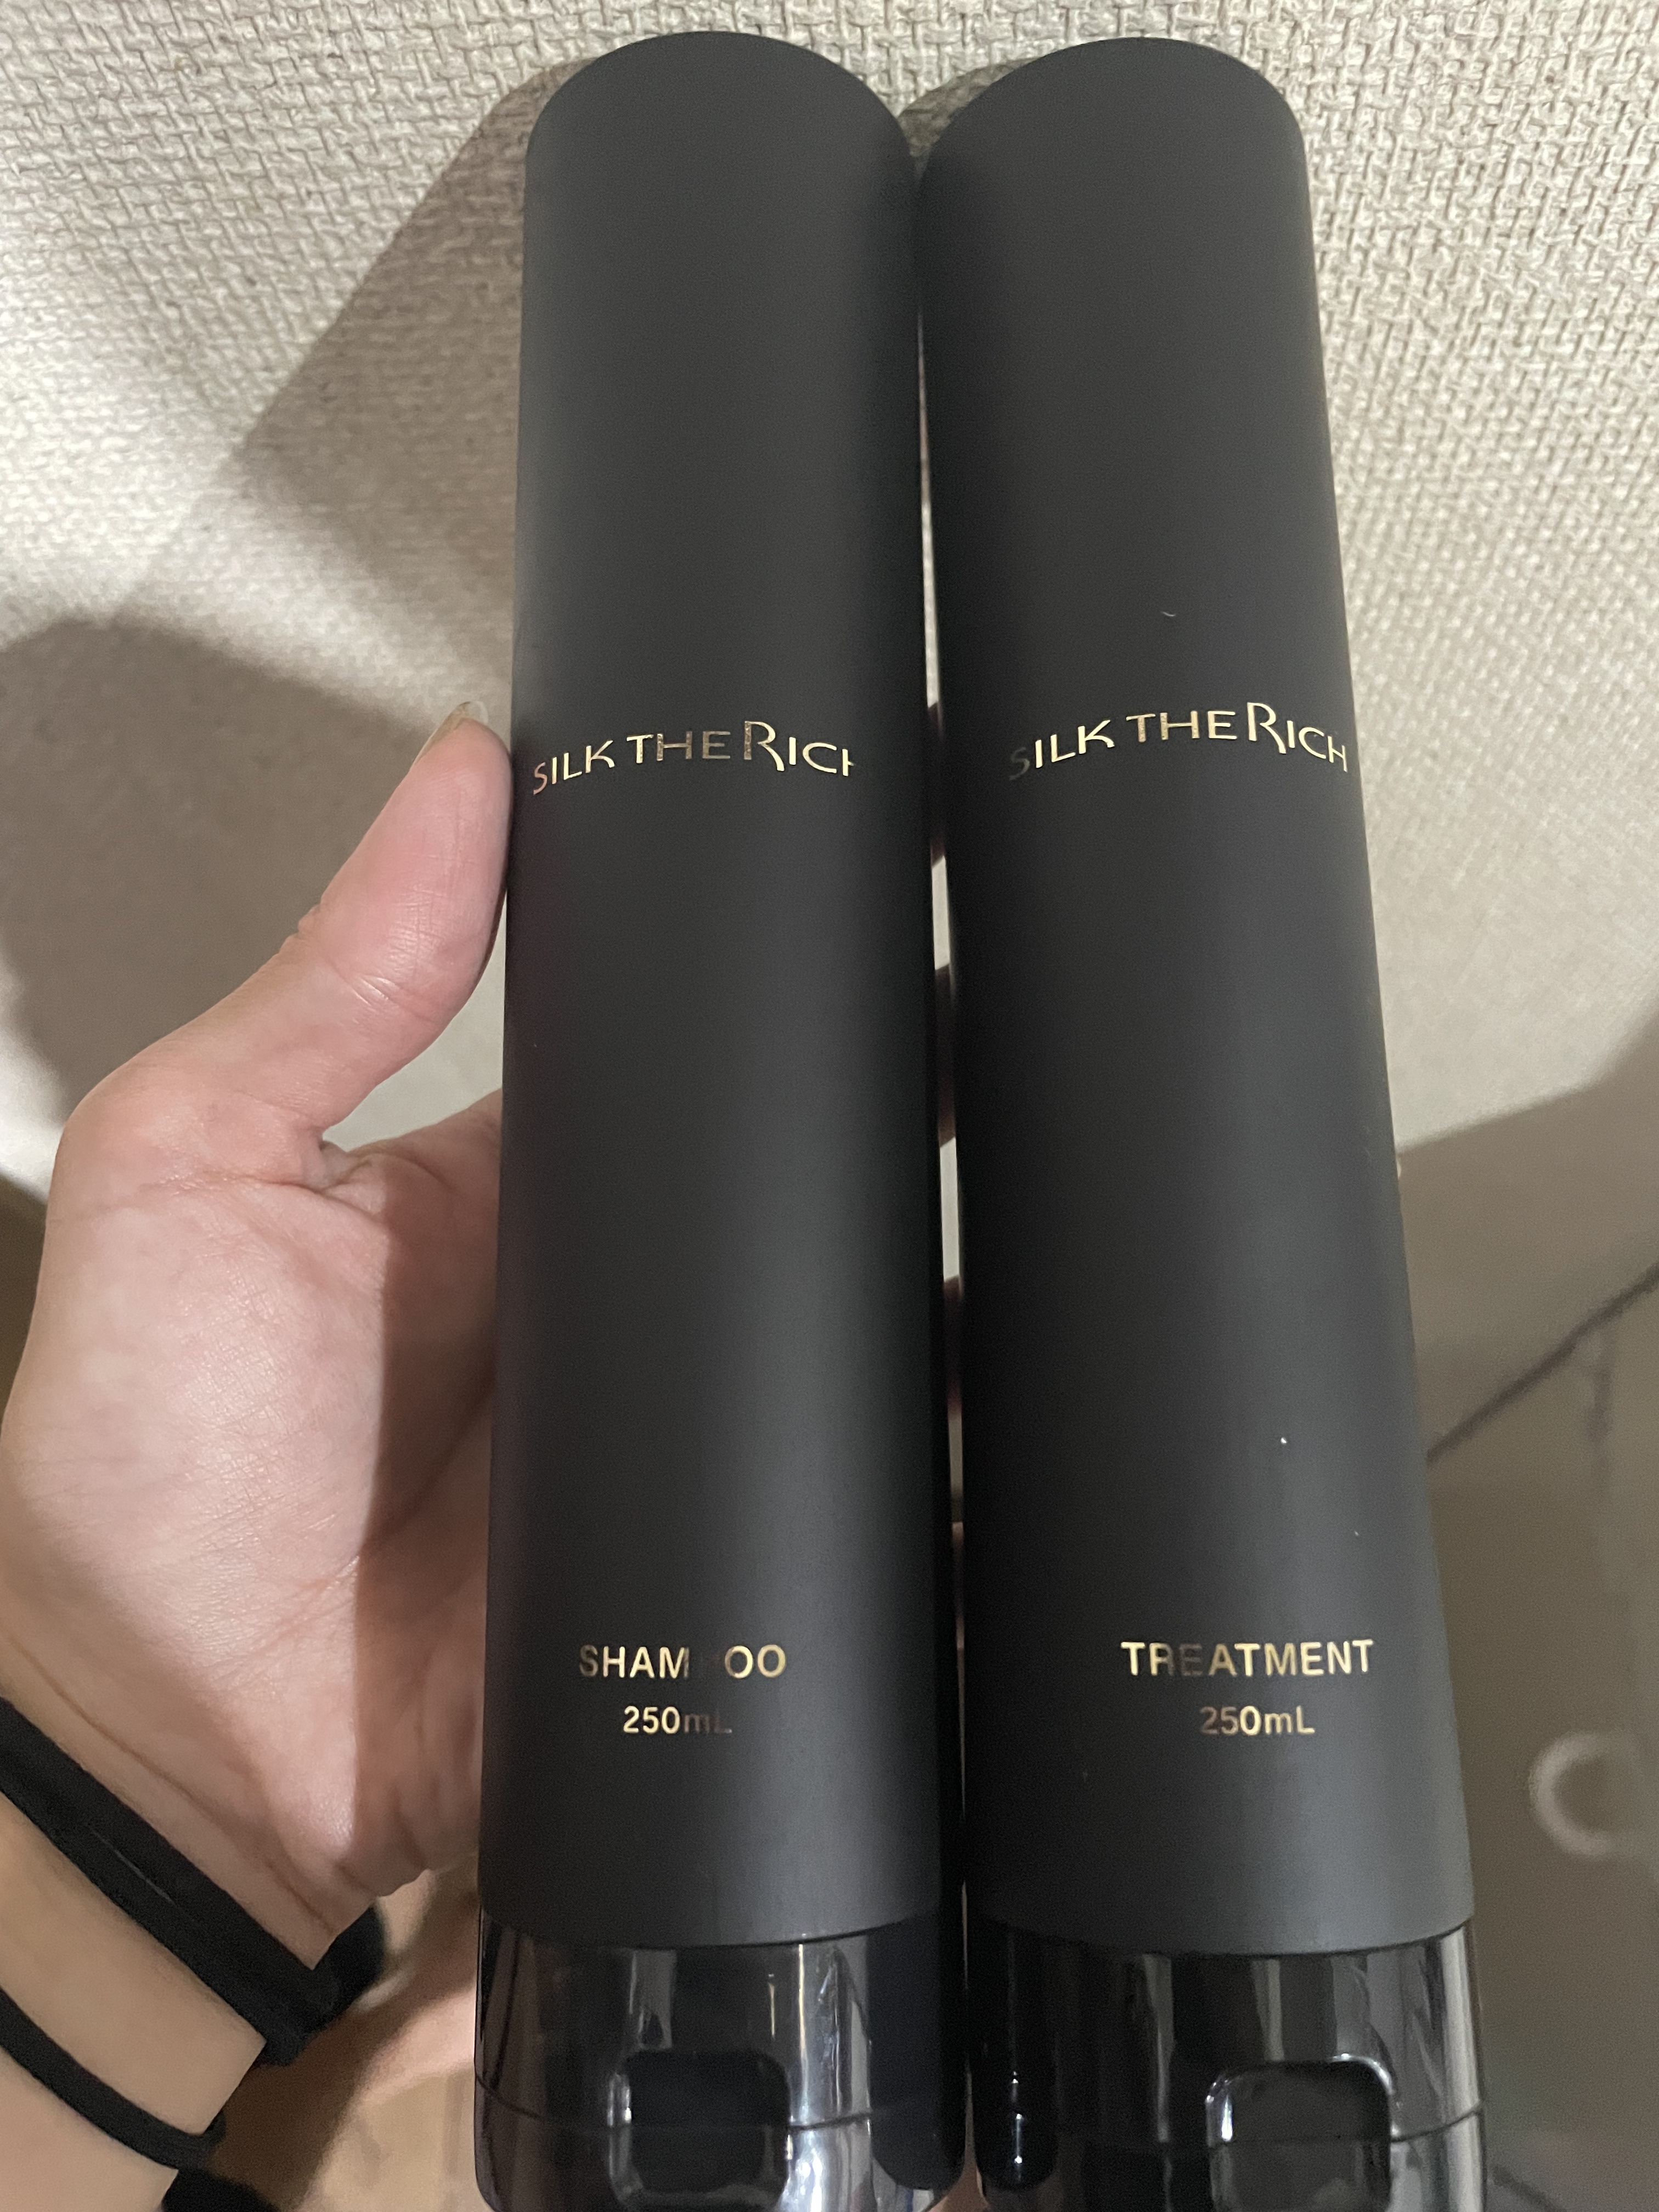 SILK THE RICH
SHAMPOO
250mL
SILK THE RICH
TREATMENT
250mL